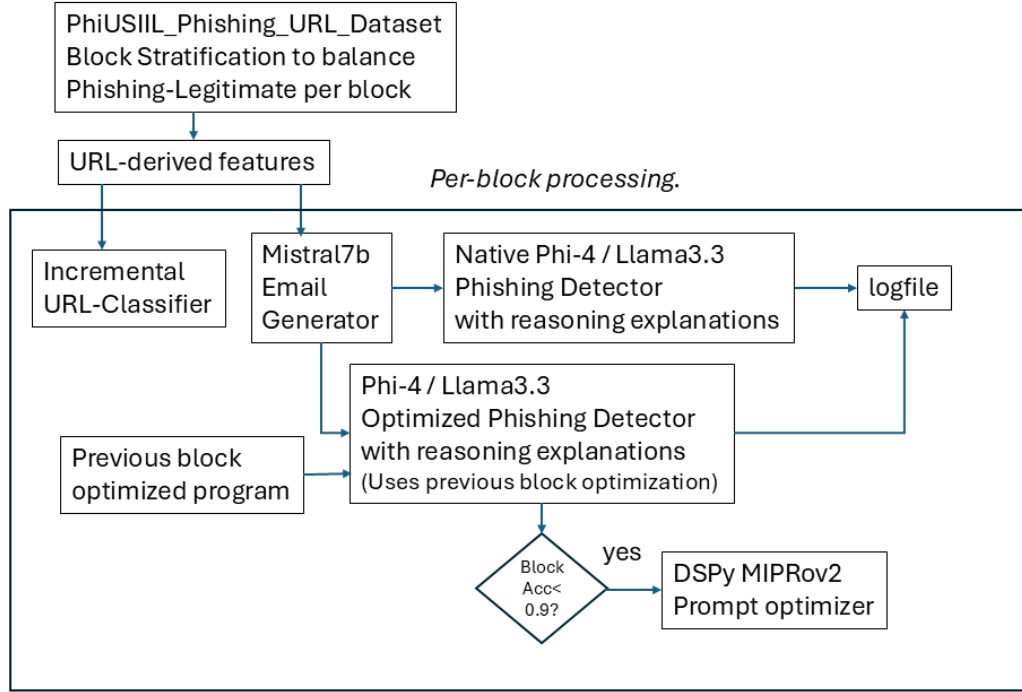 PhiUSIIL_Phishing_URL_Dataset
Block Stratification to balance
Phishing-Legitimate per block
URL-derived features
Per-block processing.
Incremental
URL-Classifier
Mistral7b
Email
Generator
Native Phi-4 / Llama3.3
Phishing Detector
with reasoning explanations
logfile
Phi-4 / Llama3.3
Optimized Phishing Detector
with reasoning explanations
(Uses previous block optimization)
Previous block
optimized program
Block
Acc<
0.9?
yes
DSPy MIPRov2
Prompt optimizer